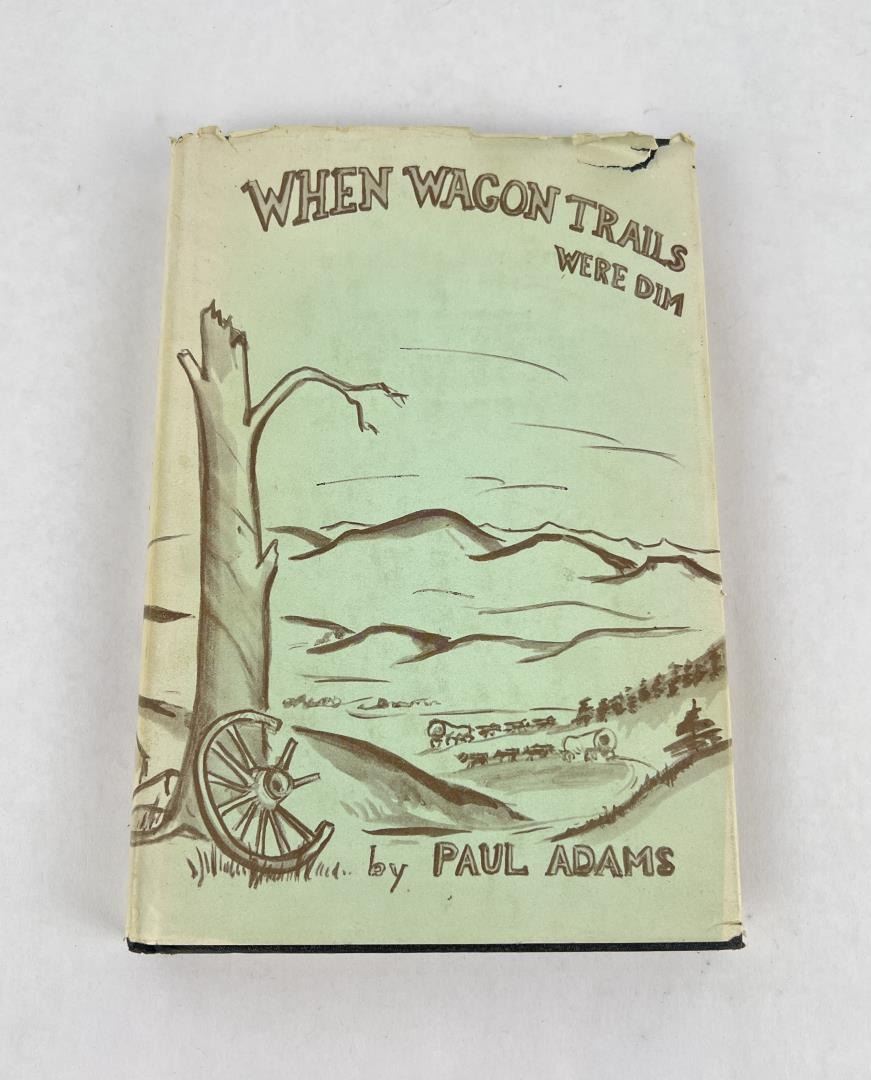 WHEN WAGON TRAILS
WERE DIM
by PAUL ADAMS